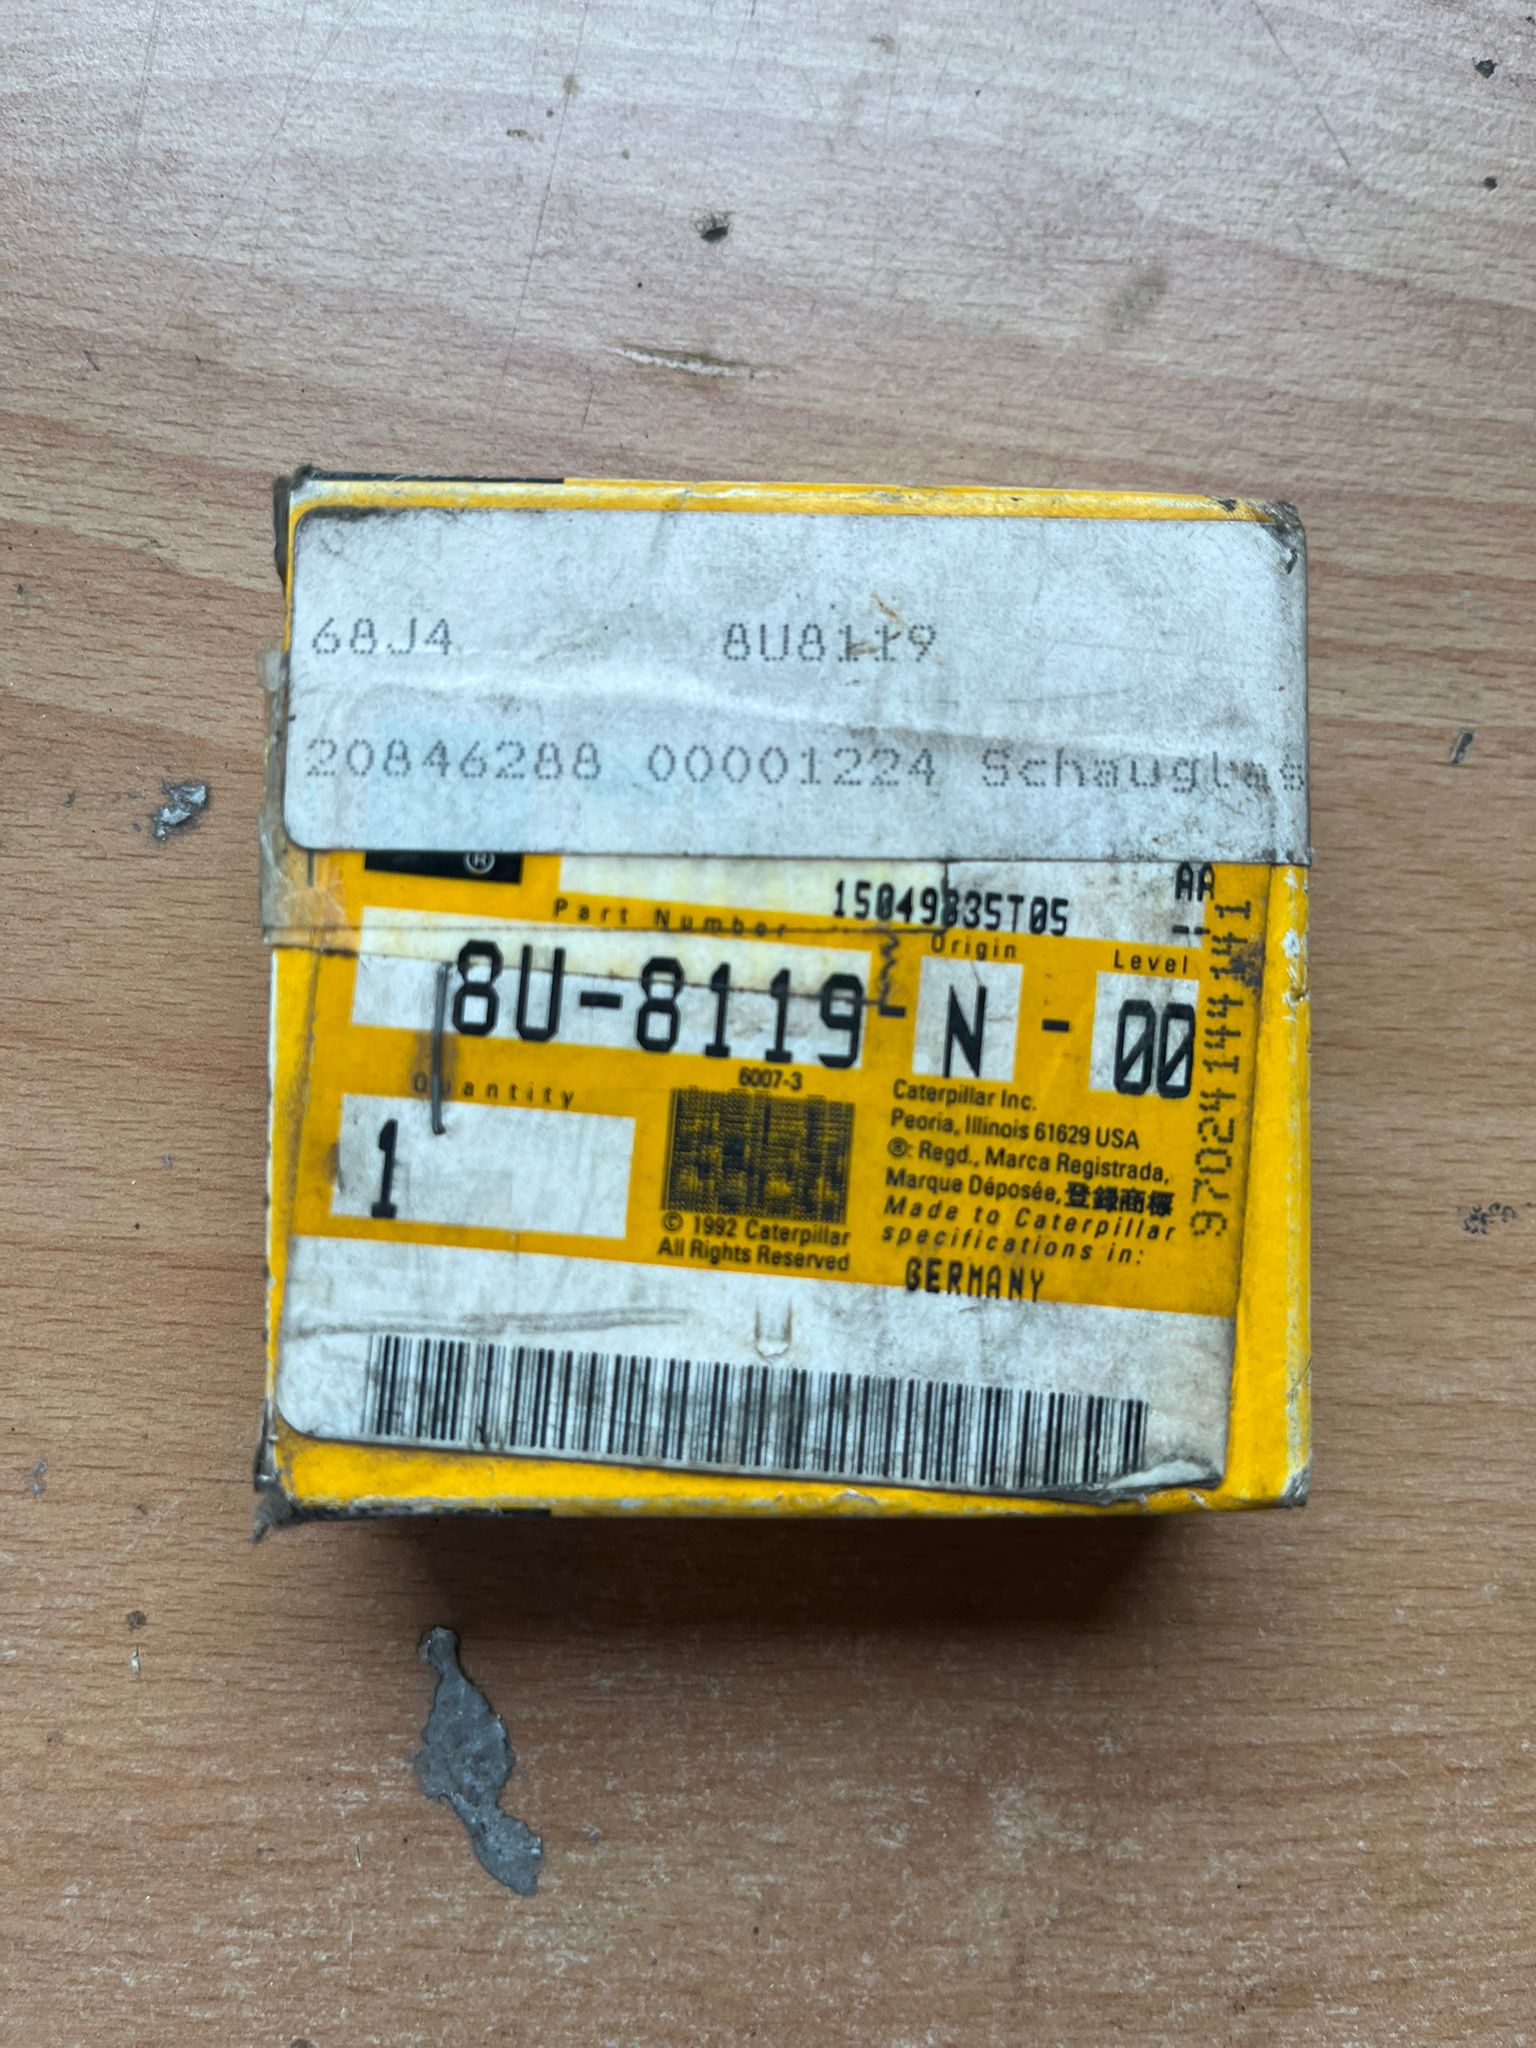 68J4 8U8119
20846288 00001224 Schauglas
®
15049835T05 AA
Part Number Origin Level
8U-8119-N-00
Quantity
1
6007-3
© 1992 Caterpillar
All Rights Reserved
Caterpillar Inc.
Peoria, Illinois 61629 USA
®: Regd., Marca Registrada,
Marque Déposée, 登録商標
Made to Caterpillar
specifications in:
GERMANY